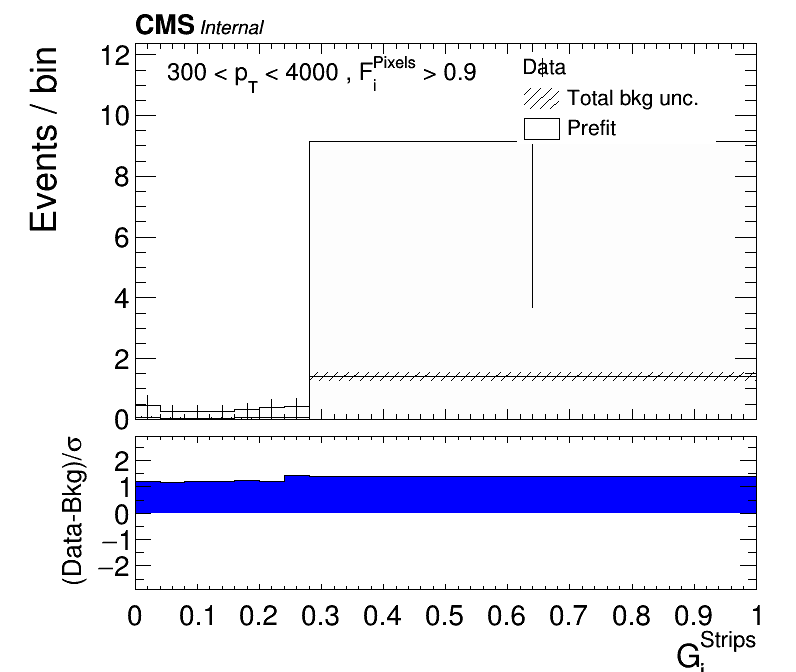 CMS Internal
300 < p_T < 4000 , F_i^Pixels > 0.9
Data
Total bkg unc.
Prefit
Events / bin
12
10
8
6
4
2
0
(Data-Bkg)/σ
2
1
0
−1
−2
0 0.1 0.2 0.3 0.4 0.5 0.6 0.7 0.8 0.9 1
G_i^Strips